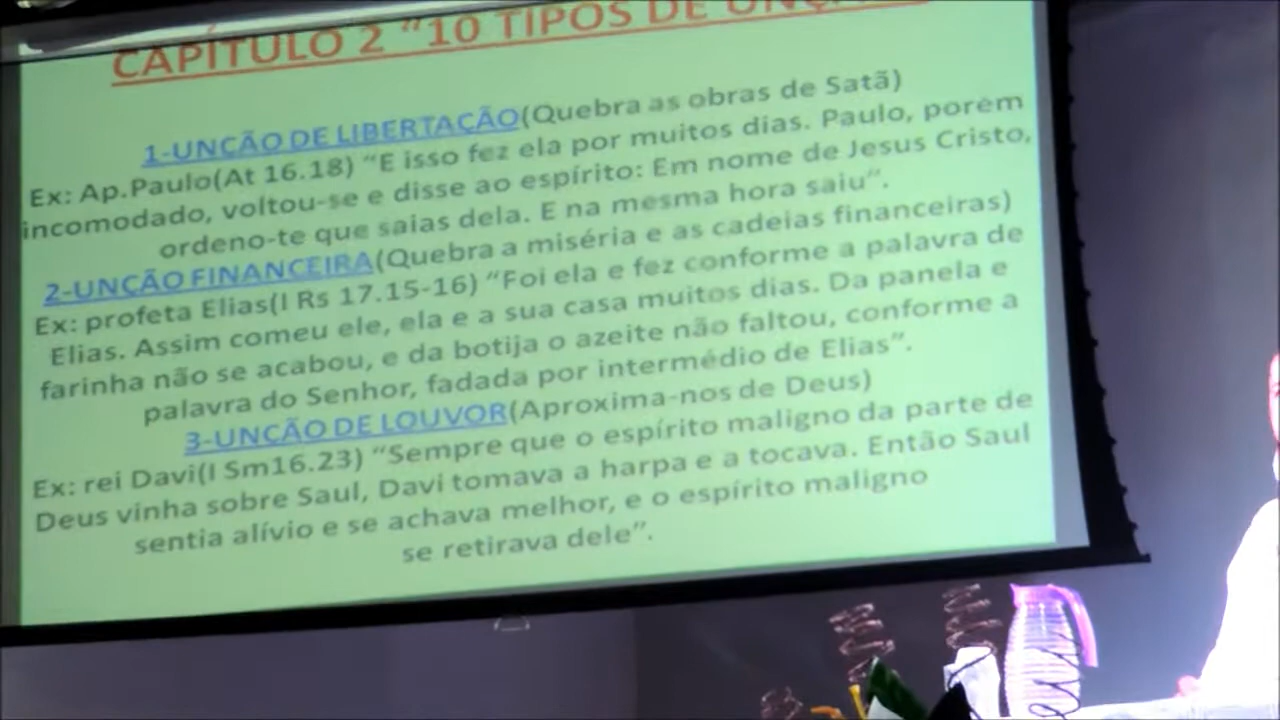 CAPÍTULO 2 “10 TIPOS DE
1-UNÇÃO DE LIBERTAÇÃO(Quebra as obras de Satã)
Ex: Ap.Paulo(At 16.18) “E isso fez ela por muitos dias. Paulo, porém
incomodado, voltou-se e disse ao espírito: Em nome de Jesus Cristo,
ordeno-te que saias dela. E na mesma hora saiu”.
2-UNÇÃO FINANCEIRA(Quebra a miséria e as cadeias financeiras)
Ex: profeta Elias(I Rs 17.15-16) “Foi ela e fez conforme a palavra de
Elias. Assim comeu ele, ela e a sua casa muitos dias. Da panela e
farinha não se acabou, e da botija o azeite não faltou, conforme a
palavra do Senhor, fadada por intermédio de Elias”.
3-UNÇÃO DE LOUVOR(Aproxima-nos de Deus)
Ex: rei Davi(I Sm16.23) “Sempre que o espírito maligno da parte de
Deus vinha sobre Saul, Davi tomava a harpa e a tocava. Então Saul
sentia alívio e se achava melhor, e o espírito maligno
se retirava dele”.